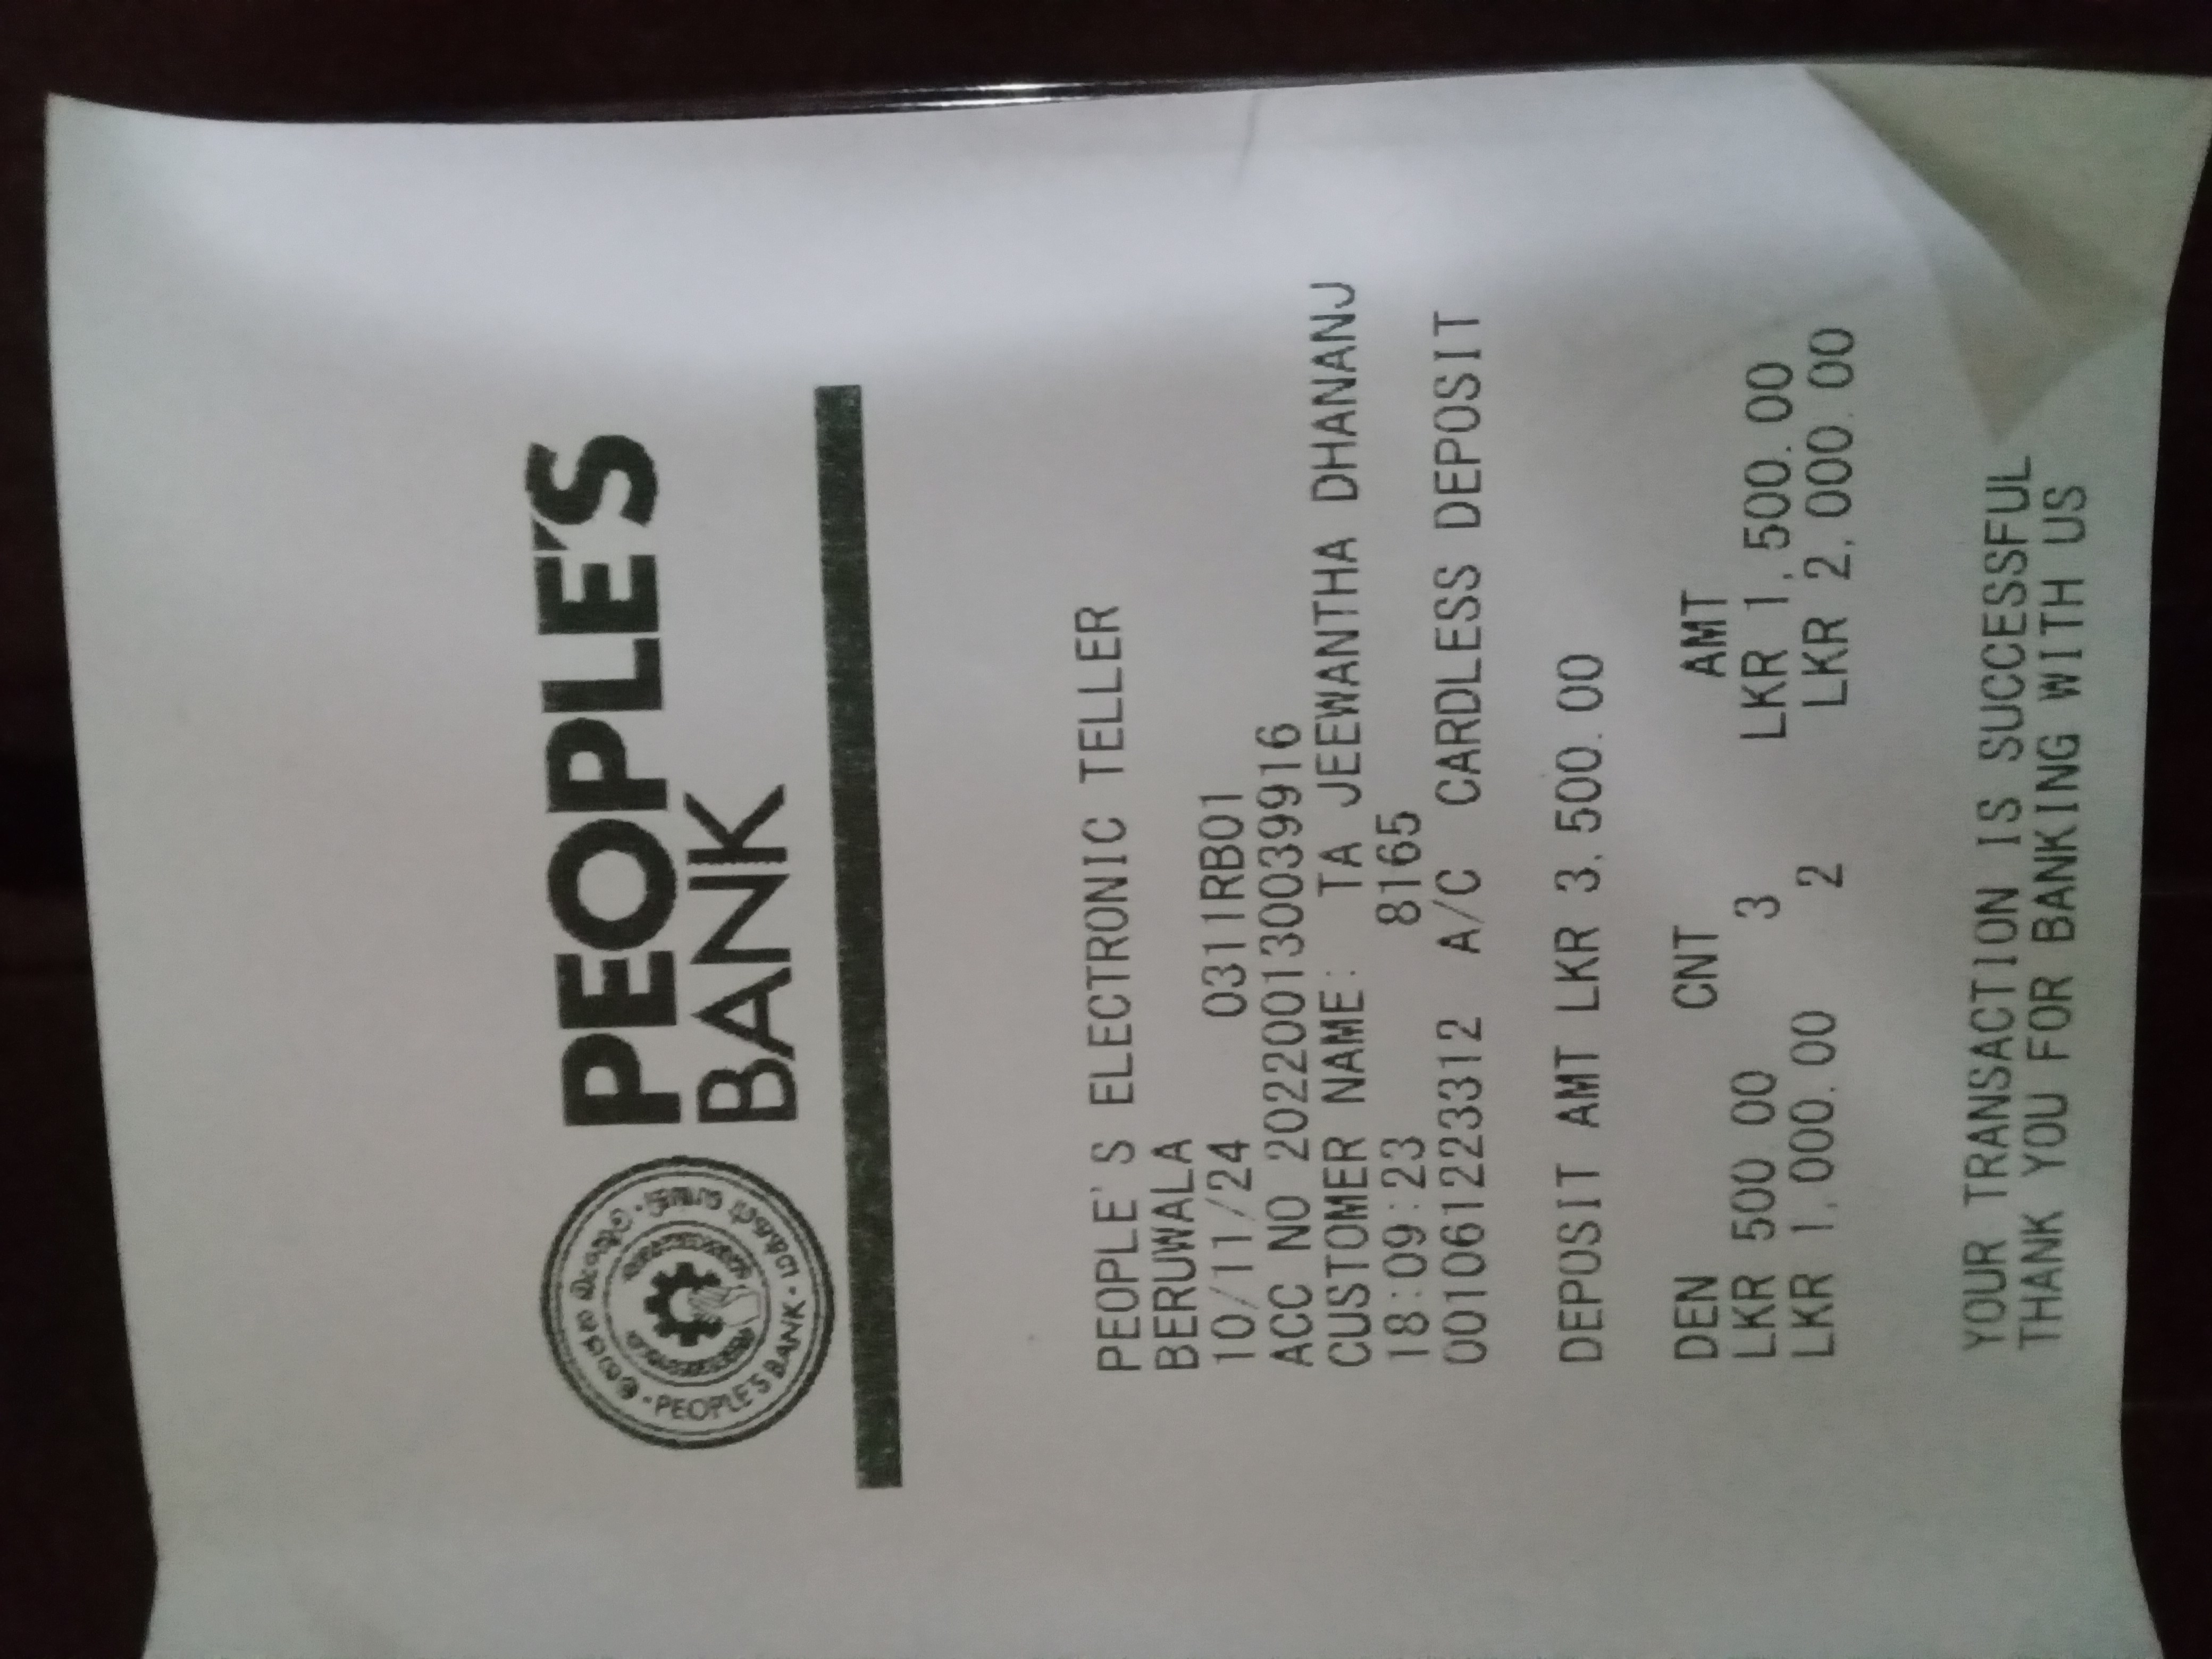 PEOPLE'S
BANK
PEOPLE'S BANK
PEOPLE'S ELECTRONIC TELLER
BERUWALA
10/11/24 0311RB01
ACC NO 202200130039916
CUSTOMER NAME: TA JEEWANTHA DHANANJ
18:09:23 8165
001061223312 A/C CARDLESS DEPOSIT
DEPOSIT AMT LKR 3,500.00
DEN CNT AMT
LKR 500.00 3 LKR 1,500.00
LKR 1,000.00 2 LKR 2,000.00
YOUR TRANSACTION IS SUCCESSFUL
THANK YOU FOR BANKING WITH US